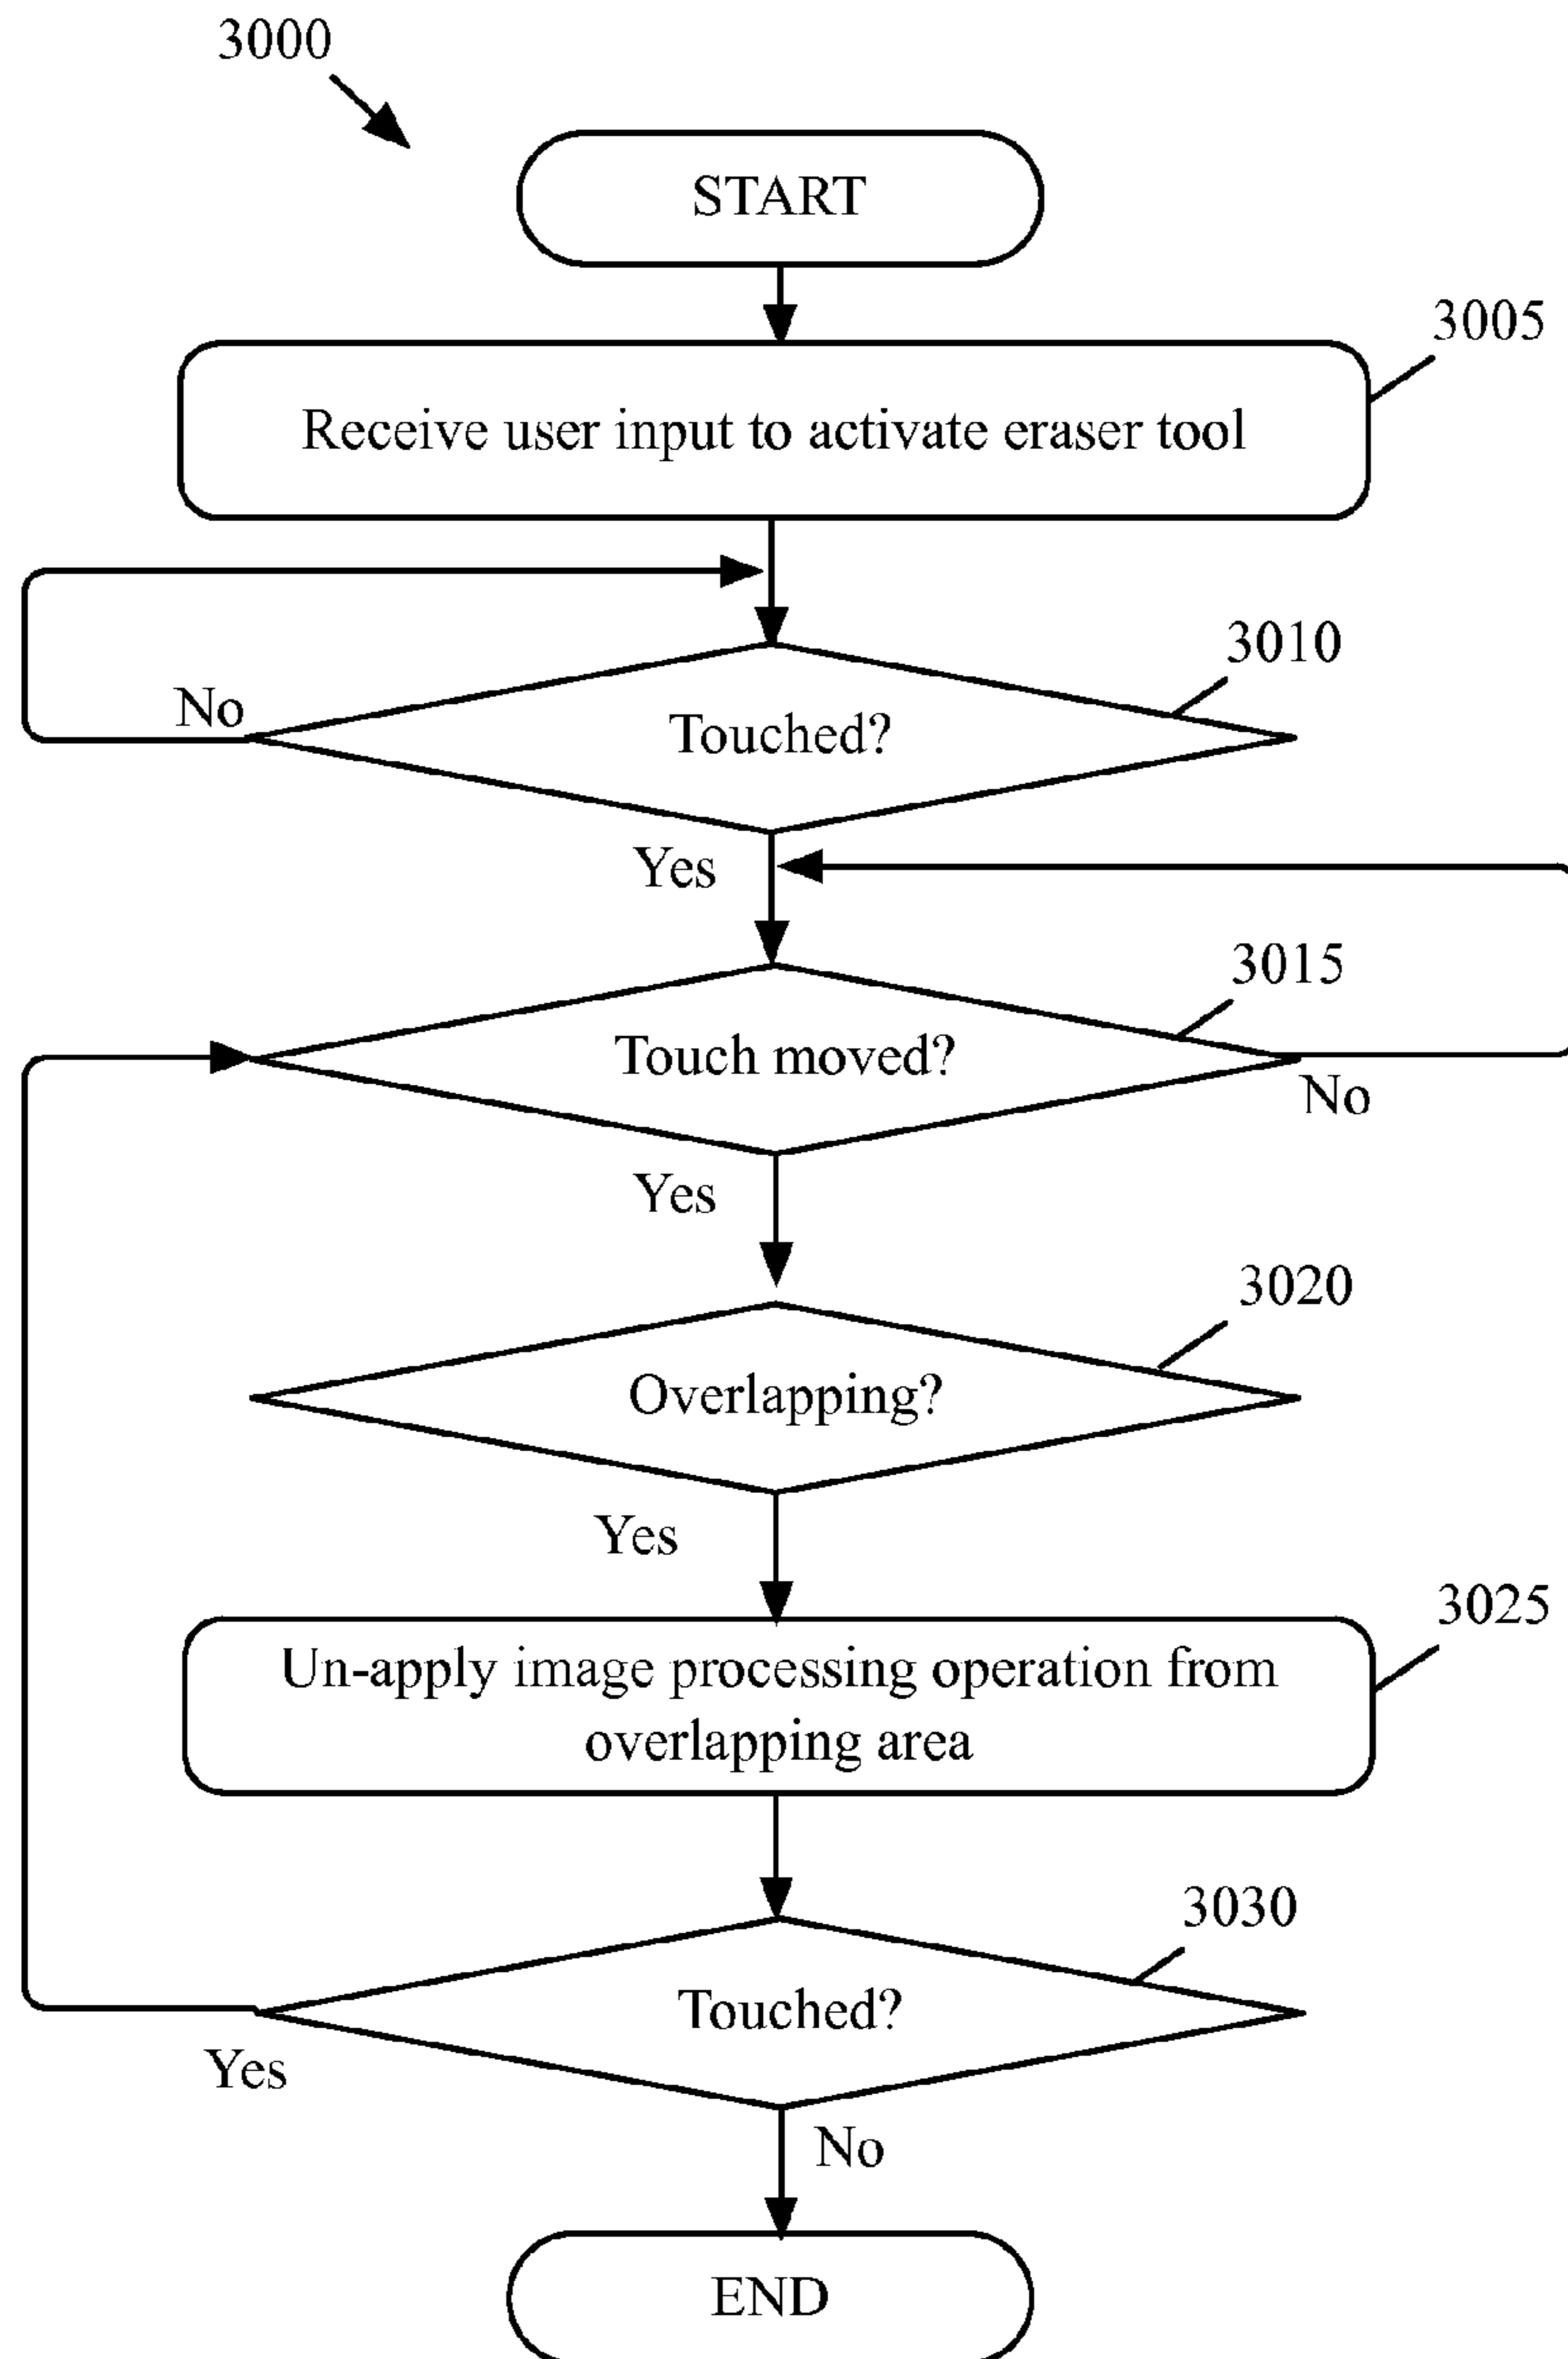 3000
START
3005
Receive user input to activate eraser tool
3010
No
Touched?
Yes
3015
Touch moved?
No
Yes
3020
Overlapping?
Yes
3025
Un-apply image processing operation from
overlapping area
3030
Touched?
Yes
No
END